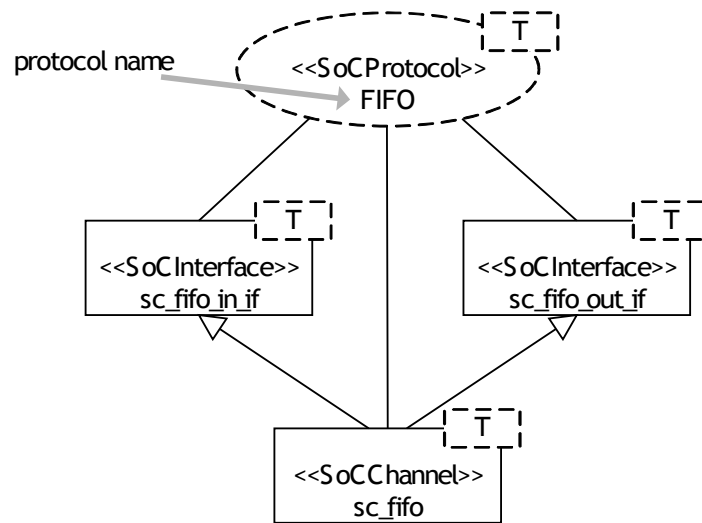 T
protocol name
<<SoCProtocol>>
FIFO
T
<<SoCInterface>>
sc_fifo_in_if
T
<<SoCInterface>>
sc_fifo_out_if
T
<<SoCChannel>>
sc_fifo